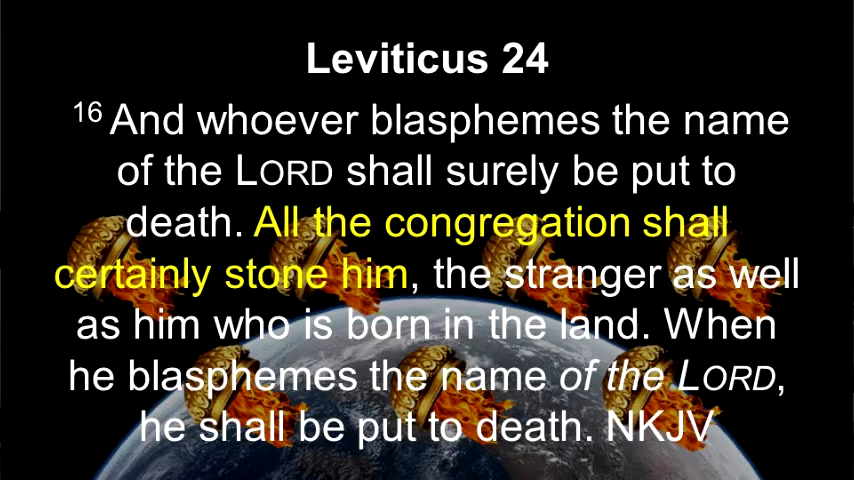 Leviticus 24
16 And whoever blasphemes the name
of the LORD shall surely be put to
death. All the congregation shall
certainly stone him, the stranger as well
as him who is born in the land. When
he blasphemes the name of the LORD,
he shall be put to death. NKJV